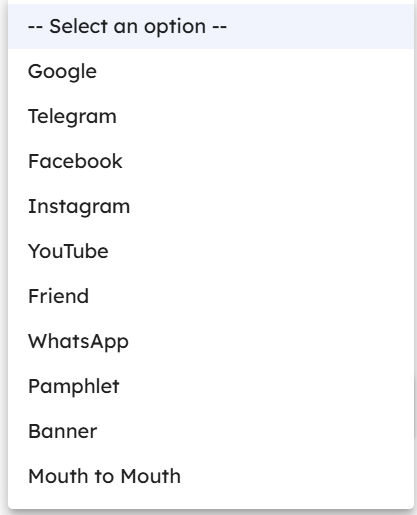 -- Select an option --
Google
Telegram
Facebook
Instagram
YouTube
Friend
WhatsApp
Pamphlet
Banner
Mouth to Mouth